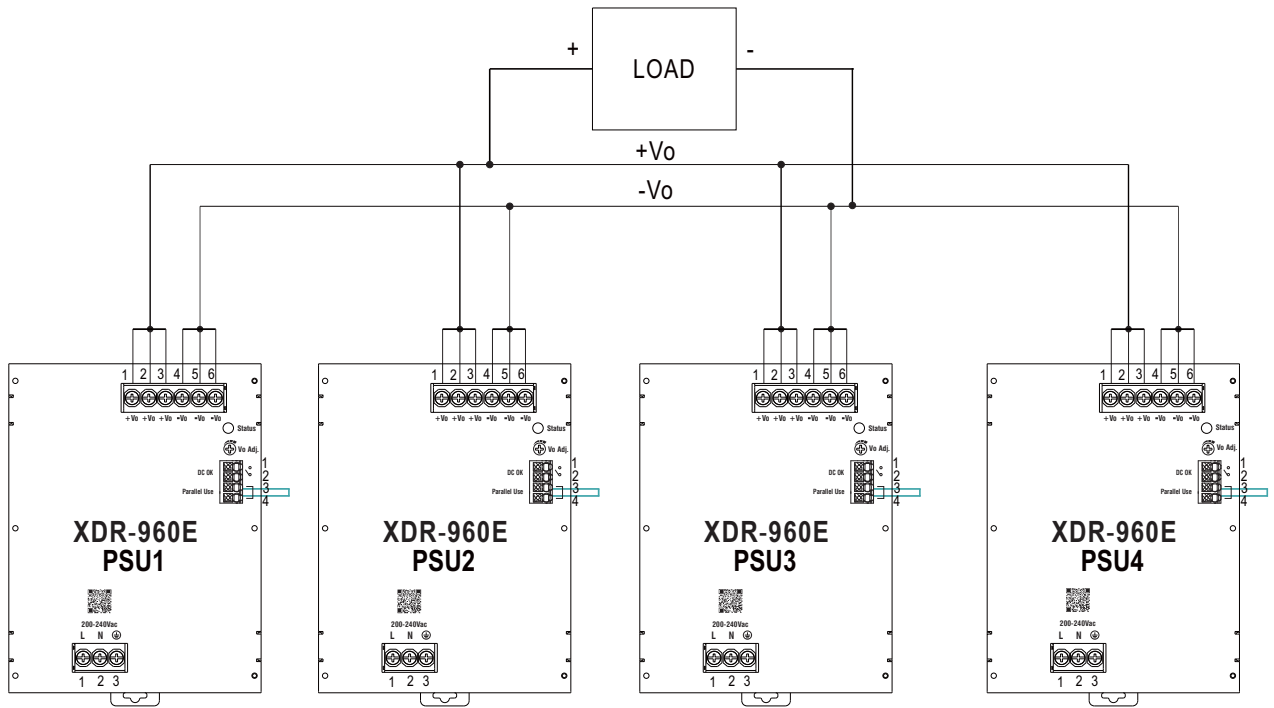 + LOAD -
+Vo
-Vo
1 2 3 4 5 6
+Vo +Vo +Vo -Vo -Vo -Vo
Status
Vo Adj.
DC OK
1
2
Parallel Use
3
4
XDR-960E
PSU1
200-240Vac
L N
1 2 3
1 2 3 4 5 6
+Vo +Vo +Vo -Vo -Vo -Vo
Status
Vo Adj.
DC OK
1
2
Parallel Use
3
4
XDR-960E
PSU2
200-240Vac
L N
1 2 3
1 2 3 4 5 6
+Vo +Vo +Vo -Vo -Vo -Vo
Status
Vo Adj.
DC OK
1
2
Parallel Use
3
4
XDR-960E
PSU3
200-240Vac
L N
1 2 3
1 2 3 4 5 6
+Vo +Vo +Vo -Vo -Vo -Vo
Status
Vo Adj.
DC OK
1
2
Parallel Use
3
4
XDR-960E
PSU4
200-240Vac
L N
1 2 3